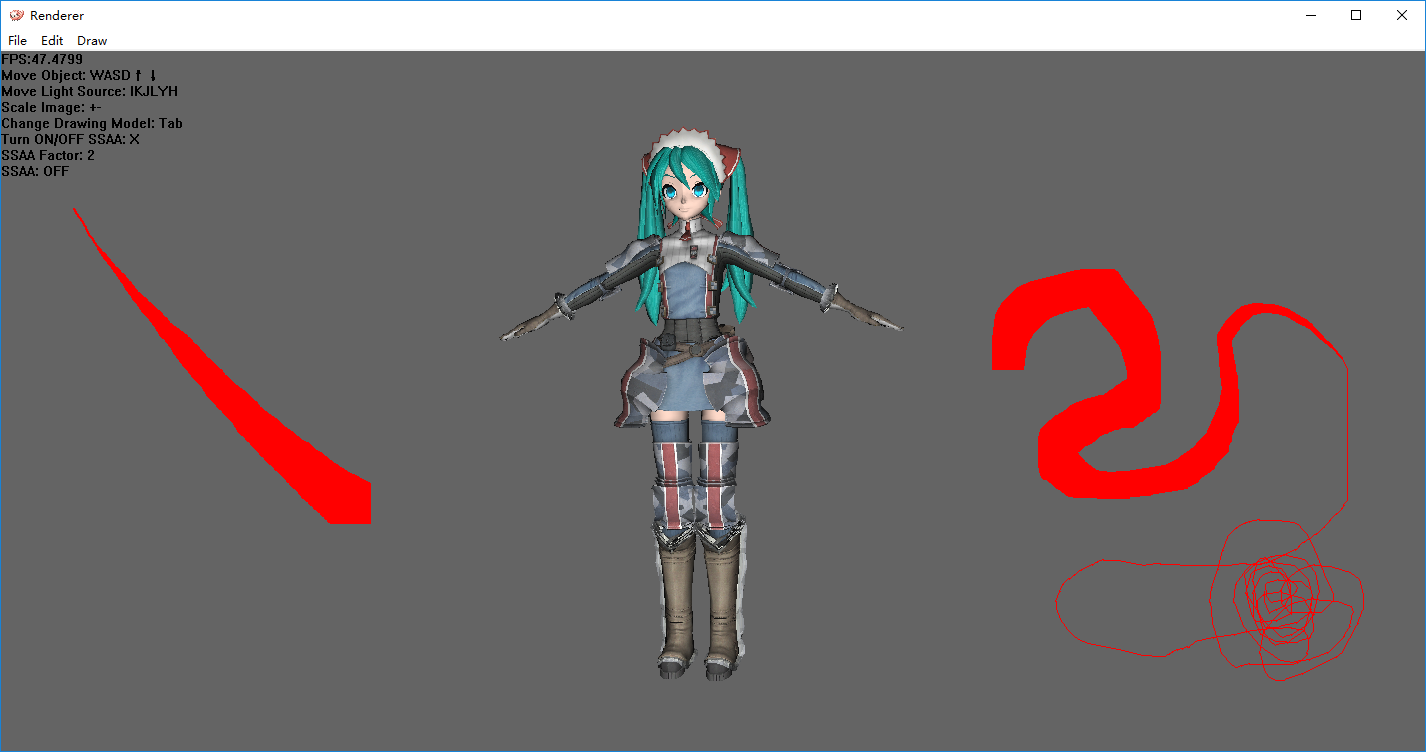 Renderer
File Edit Draw
FPS:47.4799
Move Object: WASD↑ ↓
Move Light Source: IKJLYH
Scale Image: +-
Change Drawing Model: Tab
Turn ON/OFF SSAA: X
SSAA Factor: 2
SSAA: OFF